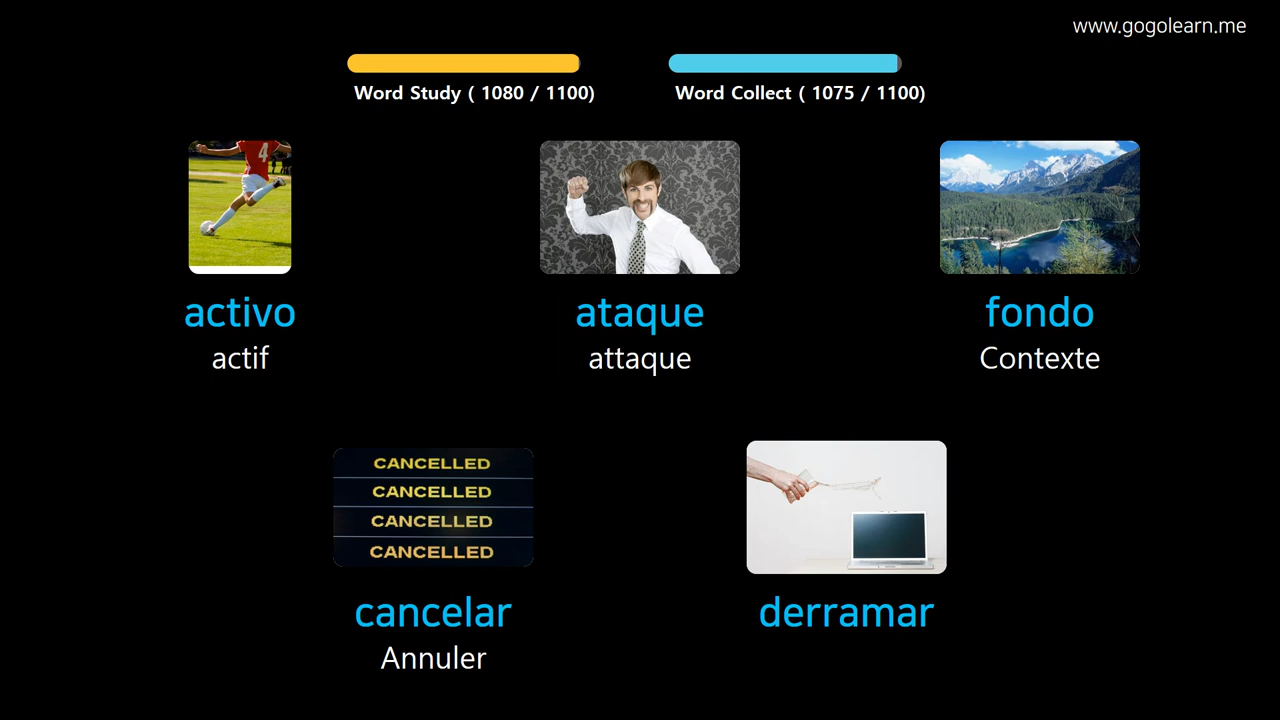 www.gogolearn.me
Word Study ( 1080 / 1100)
Word Collect ( 1075 / 1100)
4
activo
actif
ataque
attaque
fondo
Contexte
CANCELLED
CANCELLED
CANCELLED
CANCELLED
cancelar
Annuler
derramar